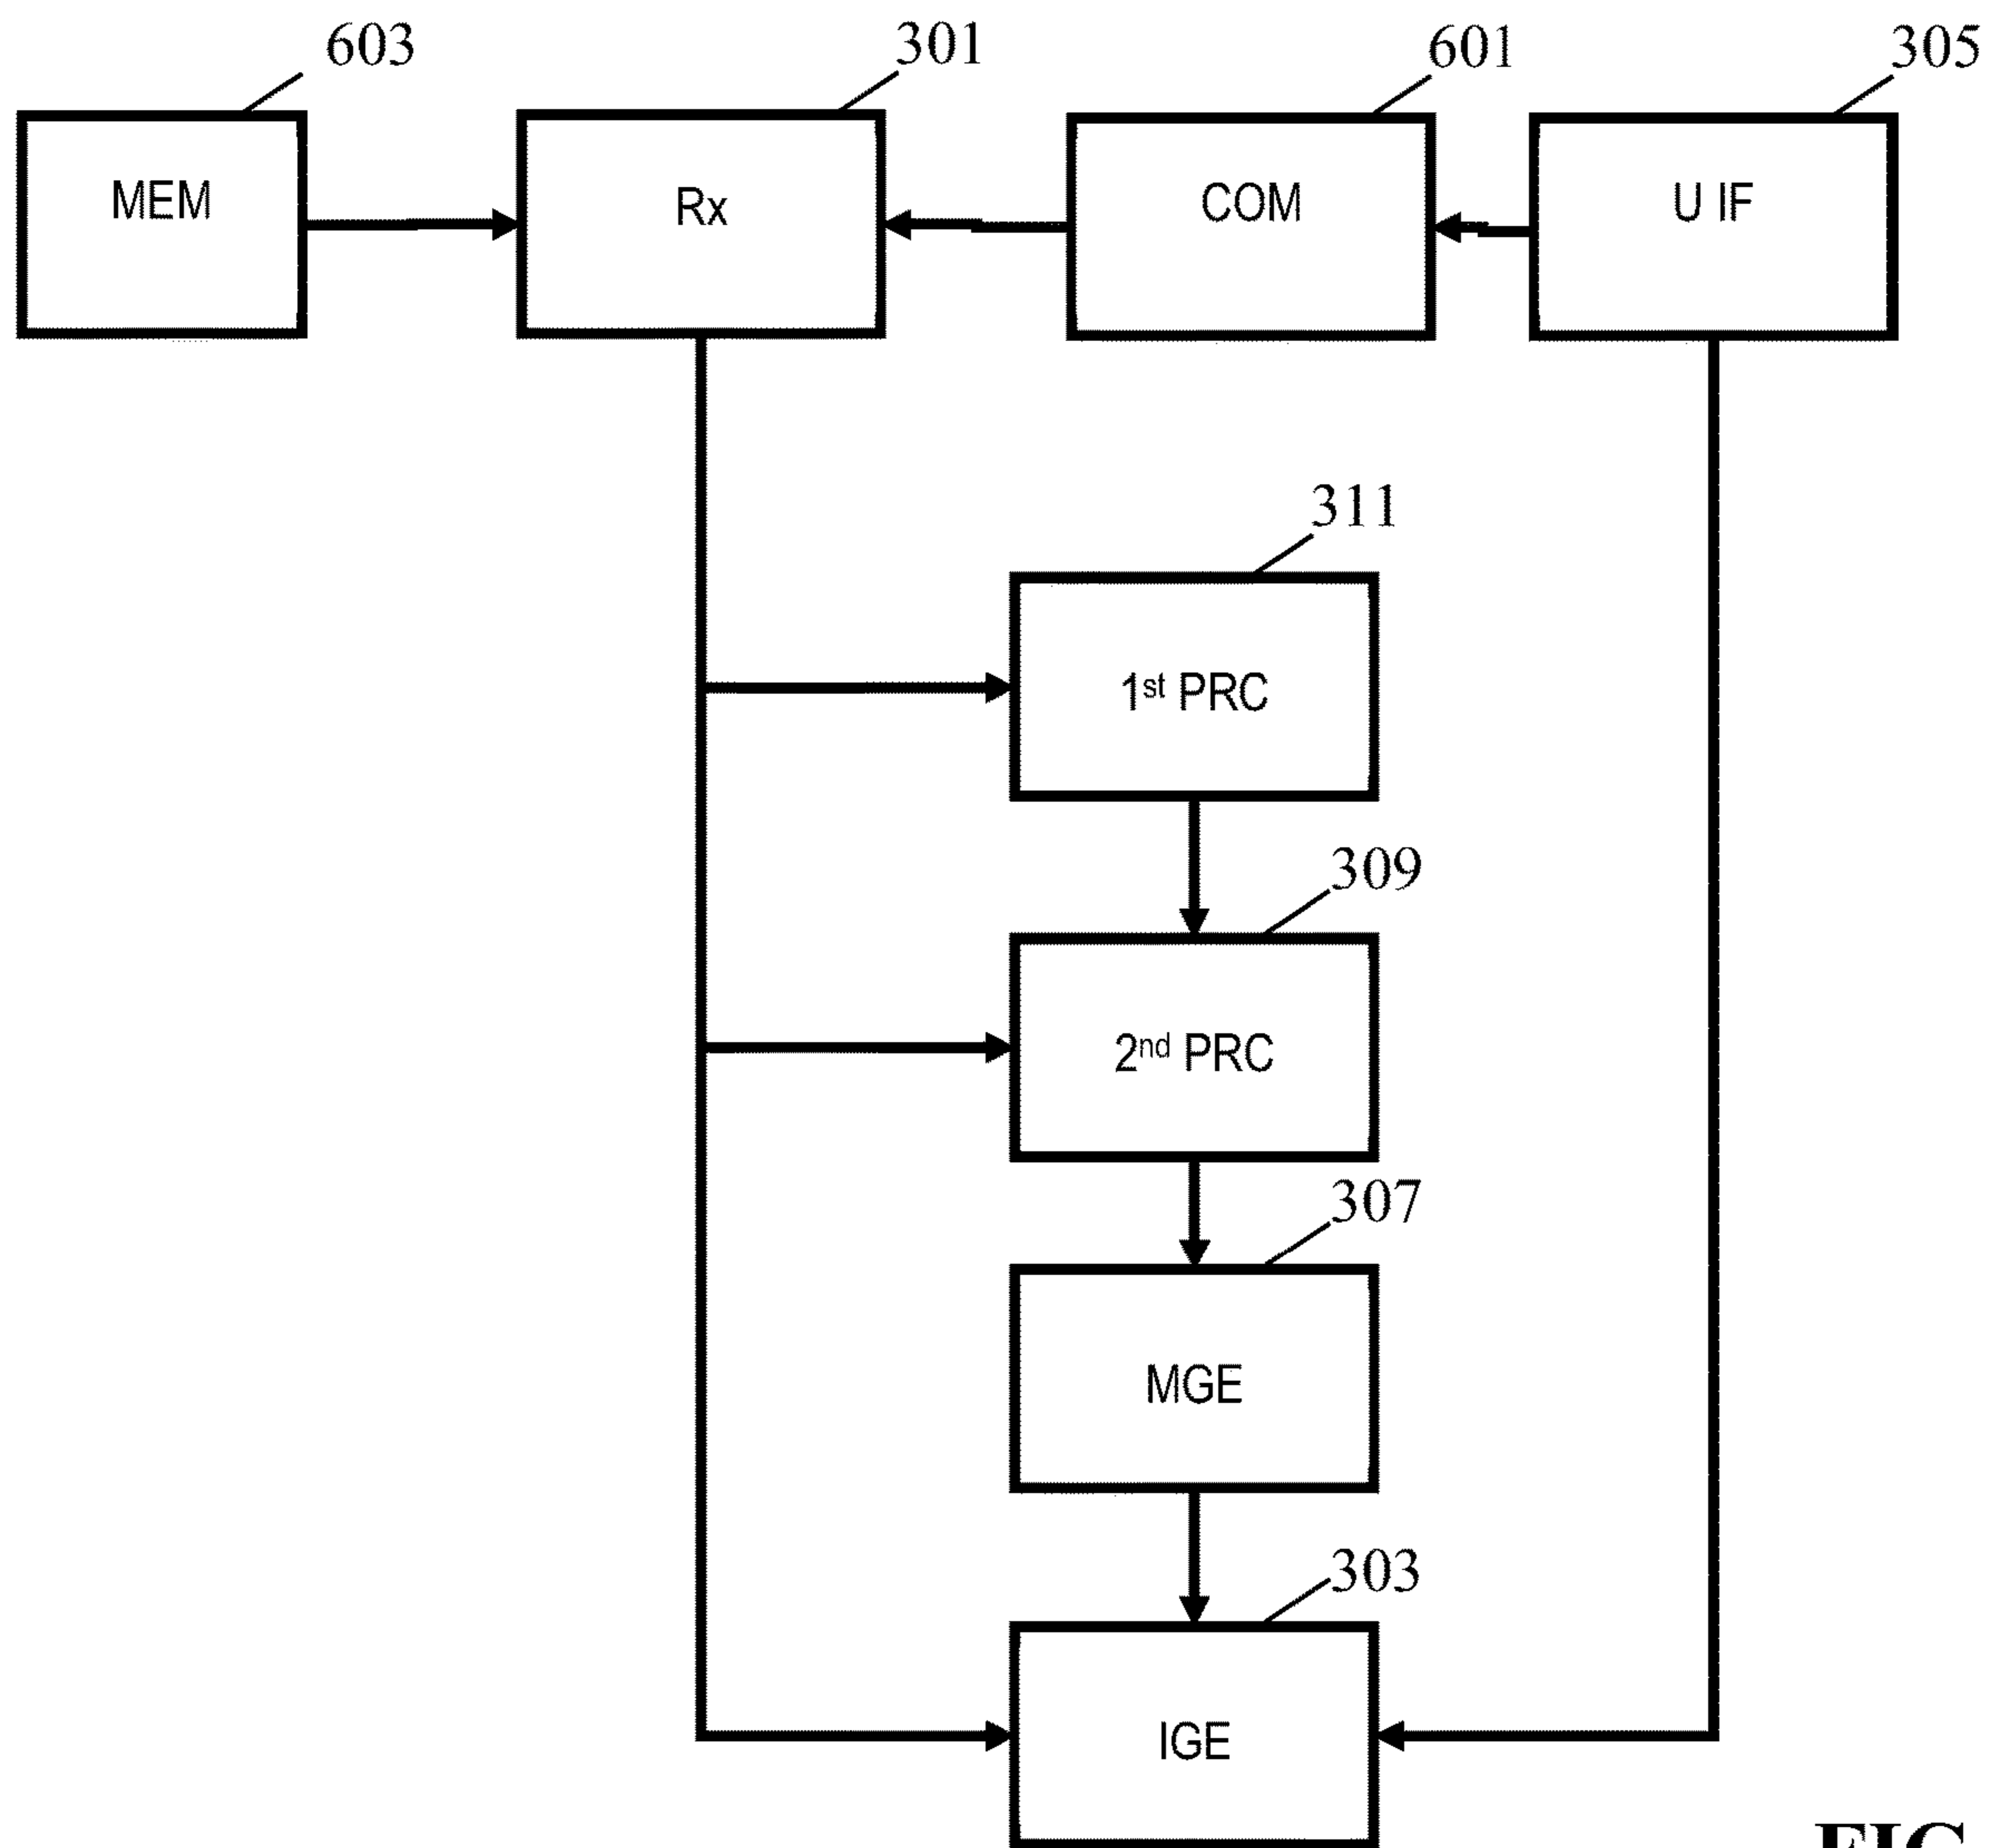 603
301
601
305
MEM
Rx
COM
U IF
311
1st PRC
309
2nd PRC
307
MGE
303
IGE